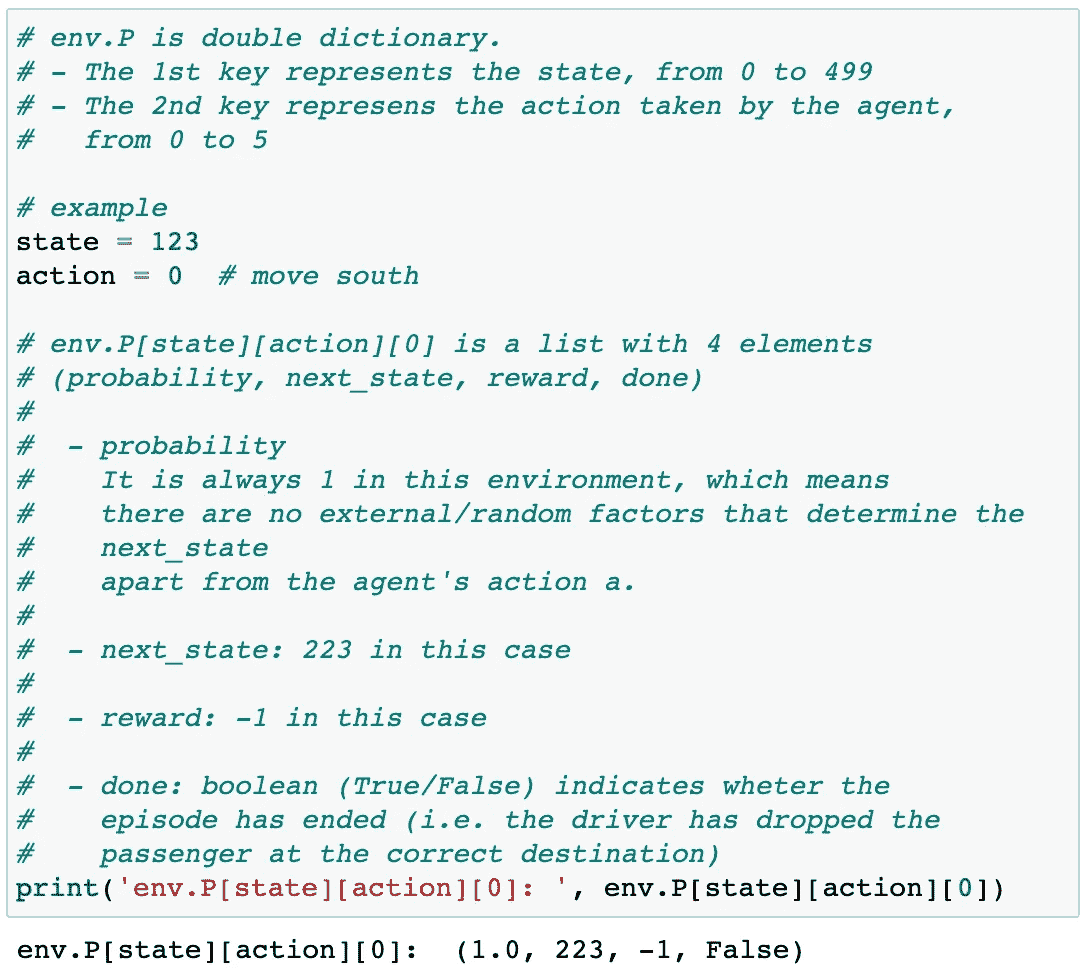 # env.P is double dictionary.
# - The 1st key represents the state, from 0 to 499
# - The 2nd key represens the action taken by the agent,
#   from 0 to 5

# example
state = 123
action = 0  # move south

# env.P[state][action][0] is a list with 4 elements
# (probability, next_state, reward, done)
#
#  - probability
#    It is always 1 in this environment, which means
#    there are no external/random factors that determine the
#    next_state
#    apart from the agent's action a.
#
#  - next_state: 223 in this case
#
#  - reward: -1 in this case
#
#  - done: boolean (True/False) indicates wheter the
#    episode has ended (i.e. the driver has dropped the
#    passenger at the correct destination)
print('env.P[state][action][0]: ', env.P[state][action][0])
env.P[state][action][0]:  (1.0, 223, -1, False)